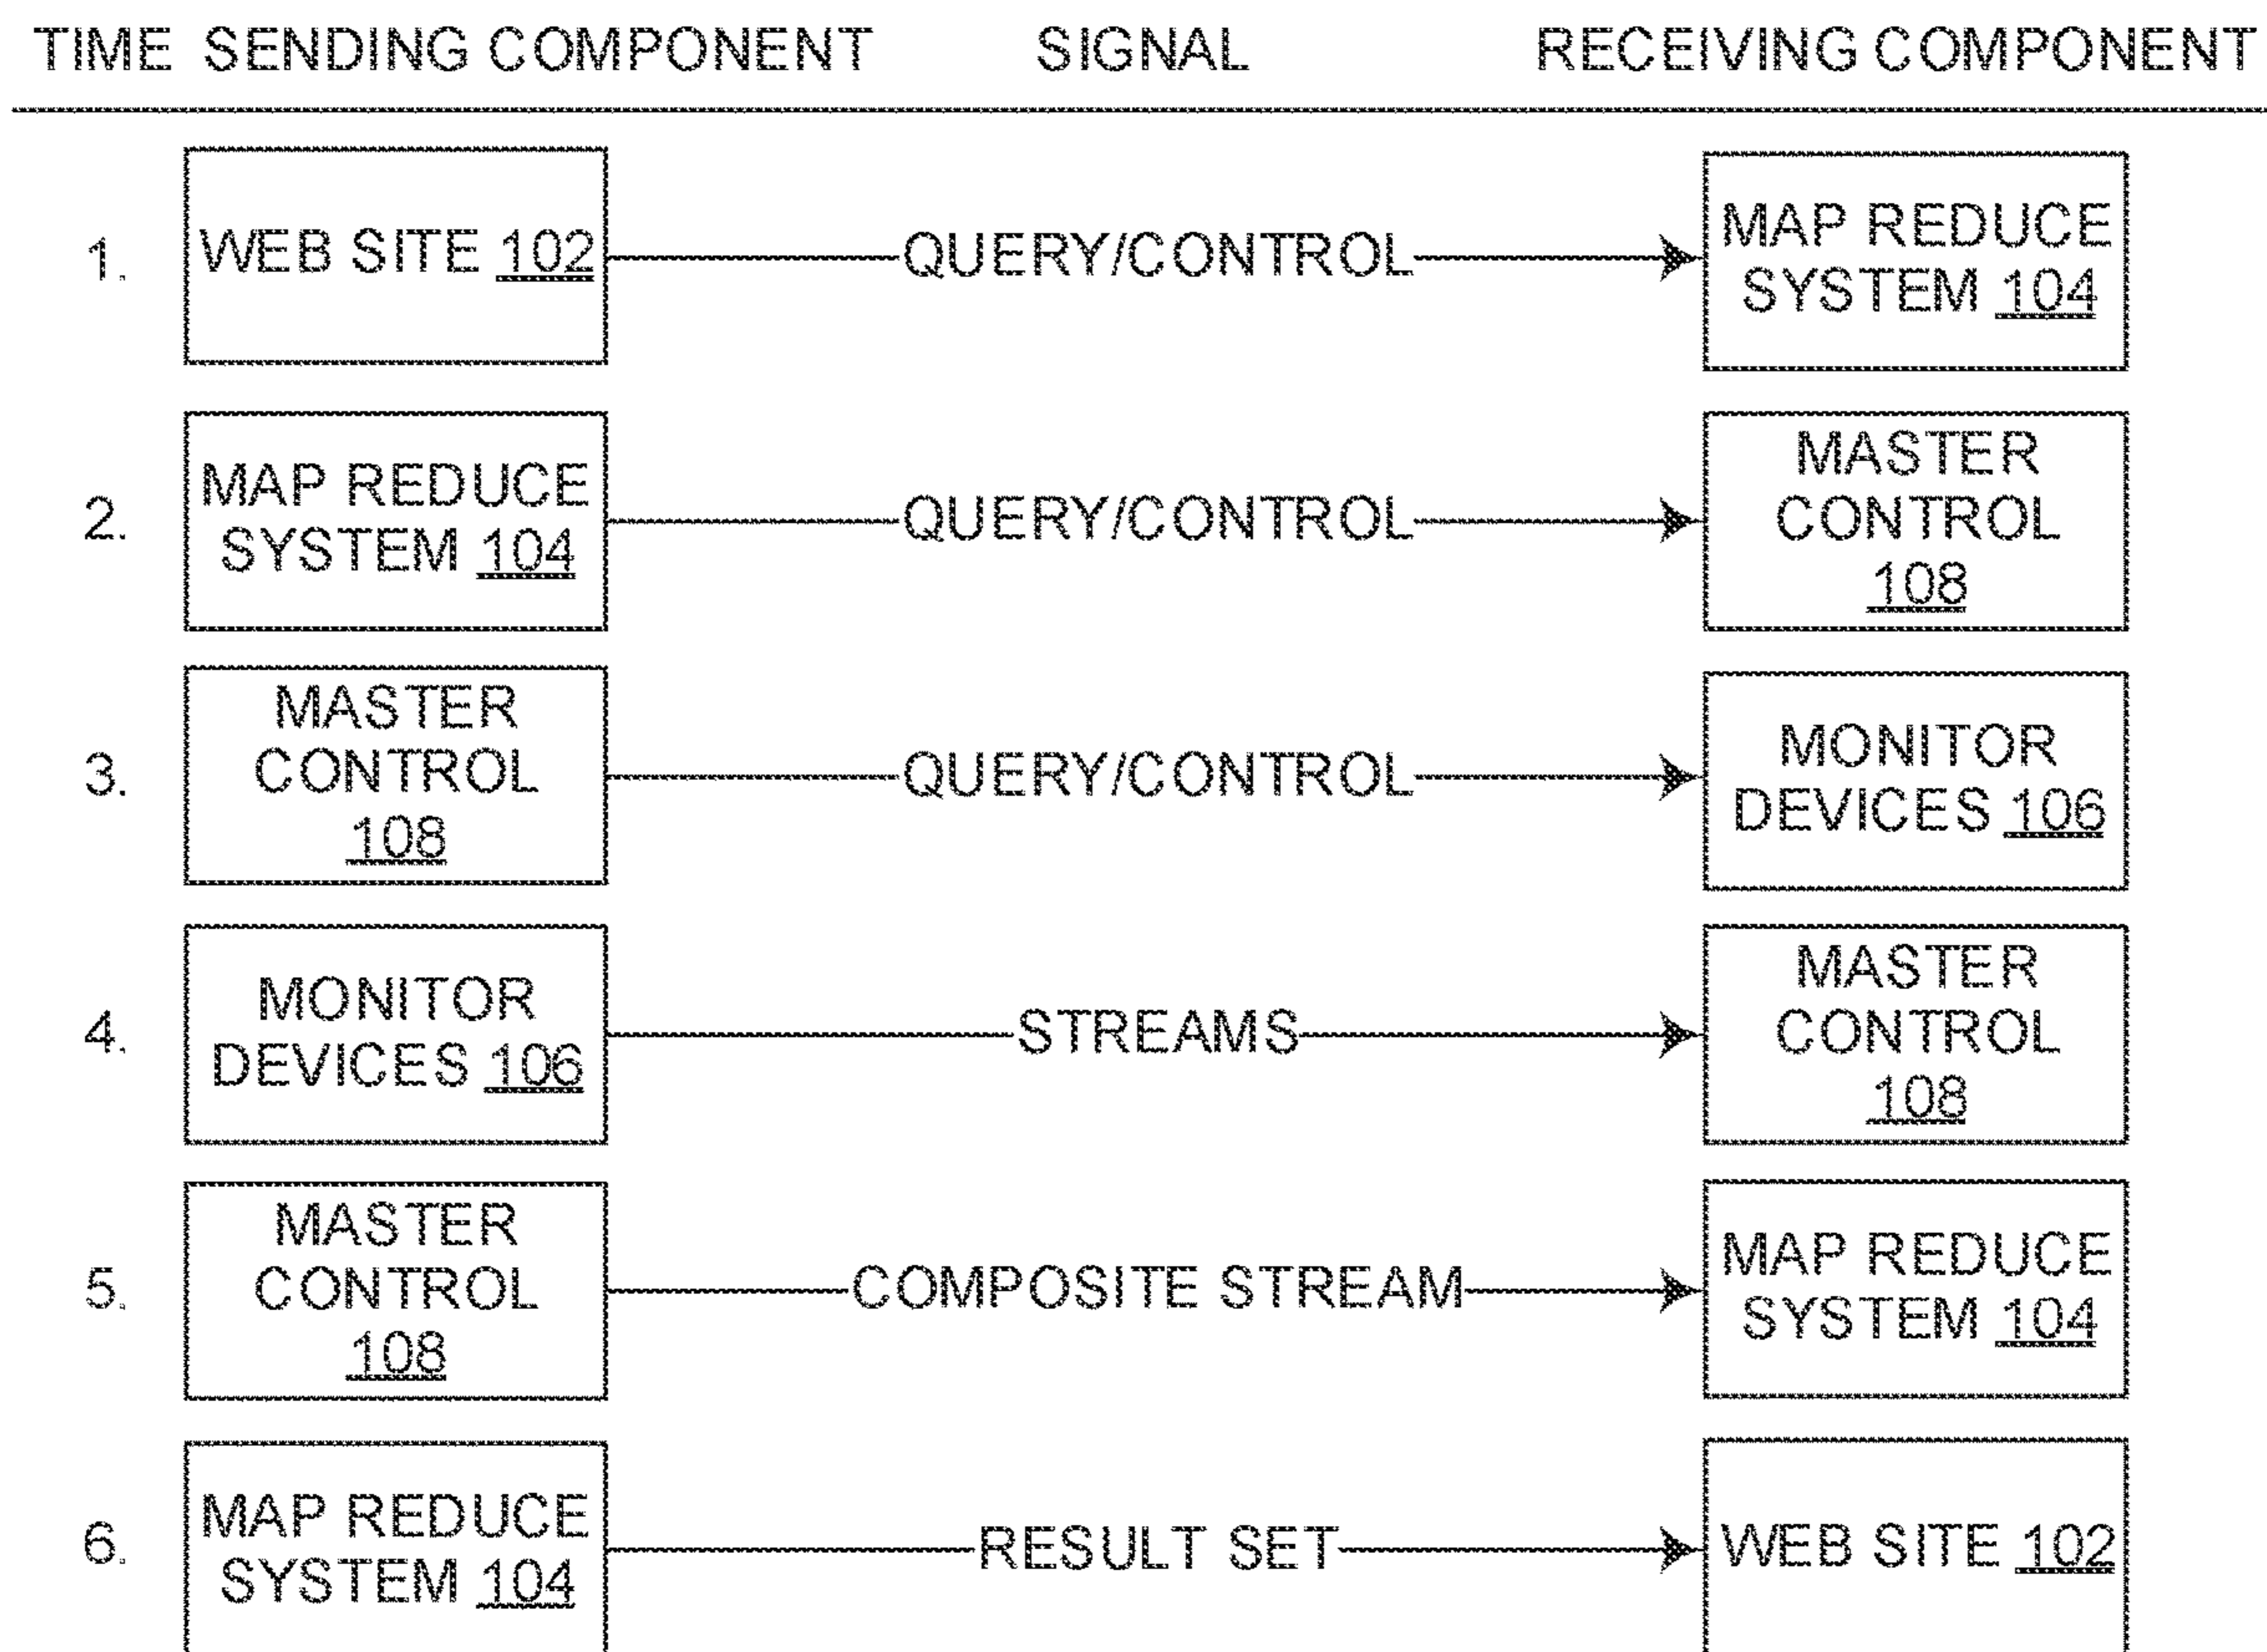 TIME SENDING COMPONENT SIGNAL RECEIVING COMPONENT
1. WEB SITE 102 QUERY/CONTROL MAP REDUCE
SYSTEM 104
2. MAP REDUCE
SYSTEM 104 QUERY/CONTROL MASTER
CONTROL
108
3. MASTER
CONTROL
108 QUERY/CONTROL MONITOR
DEVICES 106
4. MONITOR
DEVICES 106 STREAMS MASTER
CONTROL
108
5. MASTER
CONTROL
108 COMPOSITE STREAM MAP REDUCE
SYSTEM 104
6. MAP REDUCE
SYSTEM 104 RESULT SET WEB SITE 102